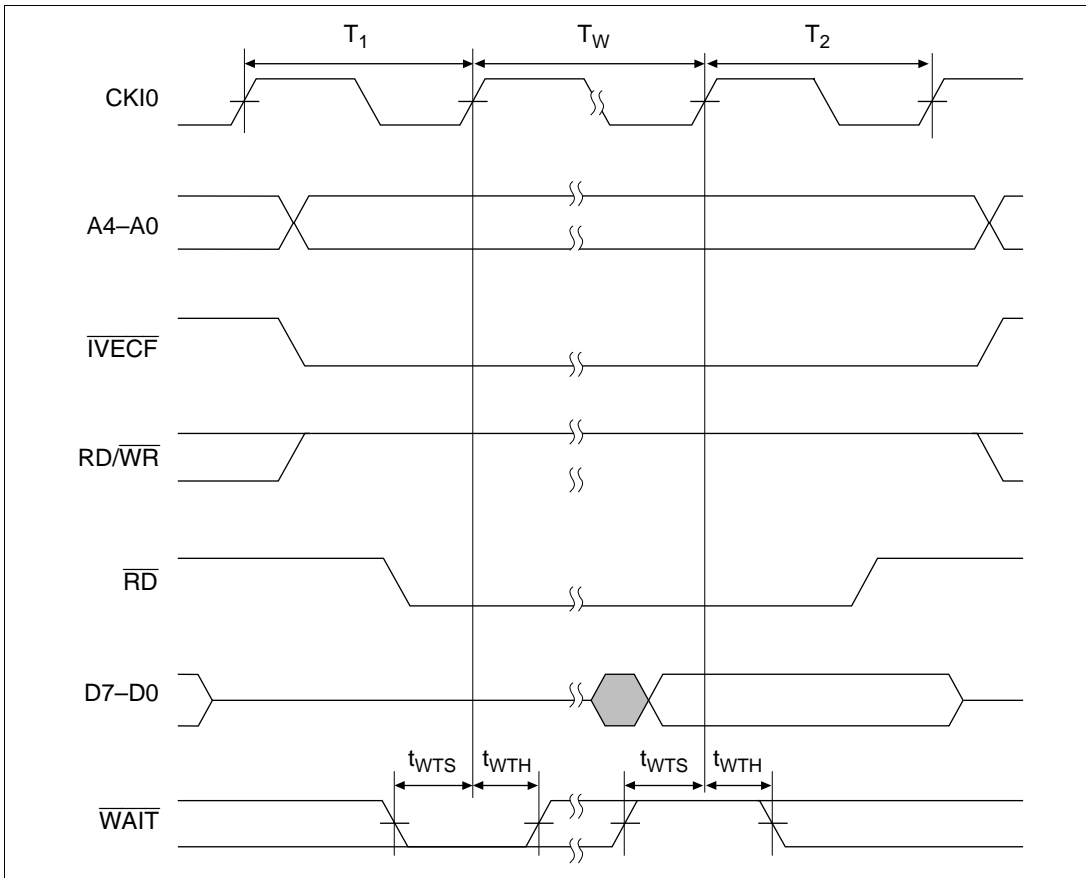 T1 TW T2
CKI0
A4–A0
IVECF
RD/WR
RD
D7–D0
tWTS tWTH tWTS tWTH
WAIT